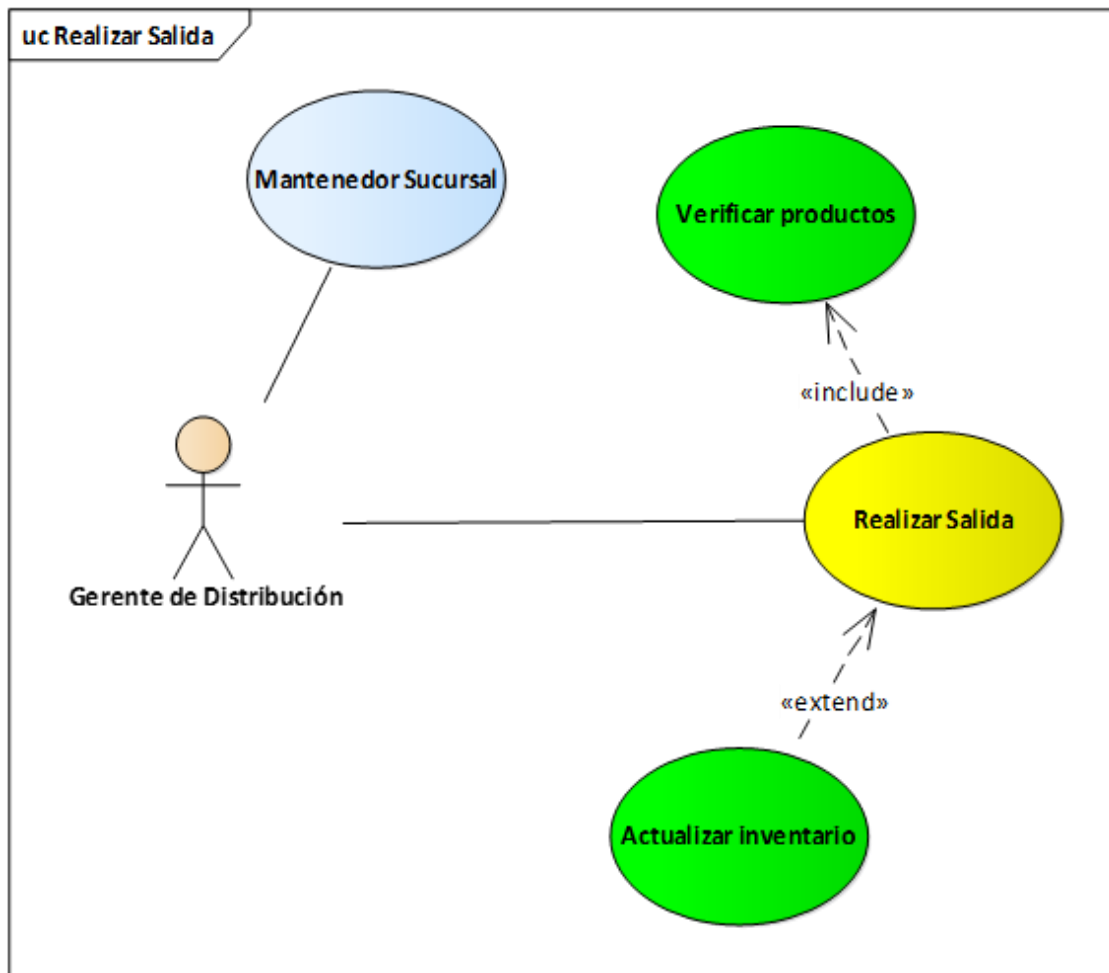 uc Realizar Salida
Mantenedor Sucursal
Verificar productos
«include»
Realizar Salida
Gerente de Distribución
«extend»
Actualizar inventario